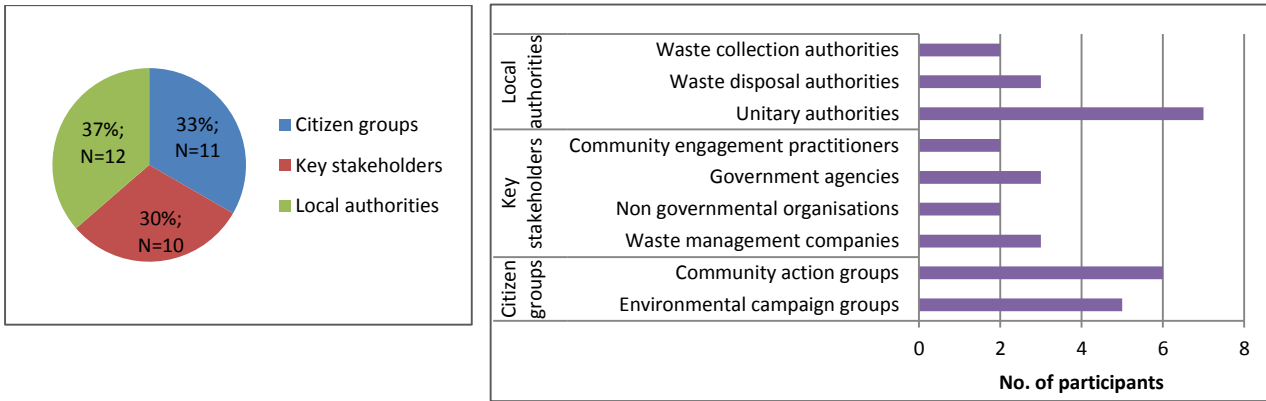 37%;
N=12
33%;
N=11
30%;
N=10
Citizen groups
Key stakeholders
Local authorities
Local
authorities
Waste collection authorities
Waste disposal authorities
Unitary authorities
Key
stakeholders
Community engagement practitioners
Government agencies
Non governmental organisations
Waste management companies
Citizen
groups
Community action groups
Environmental campaign groups
0 2 4 6 8
No. of participants